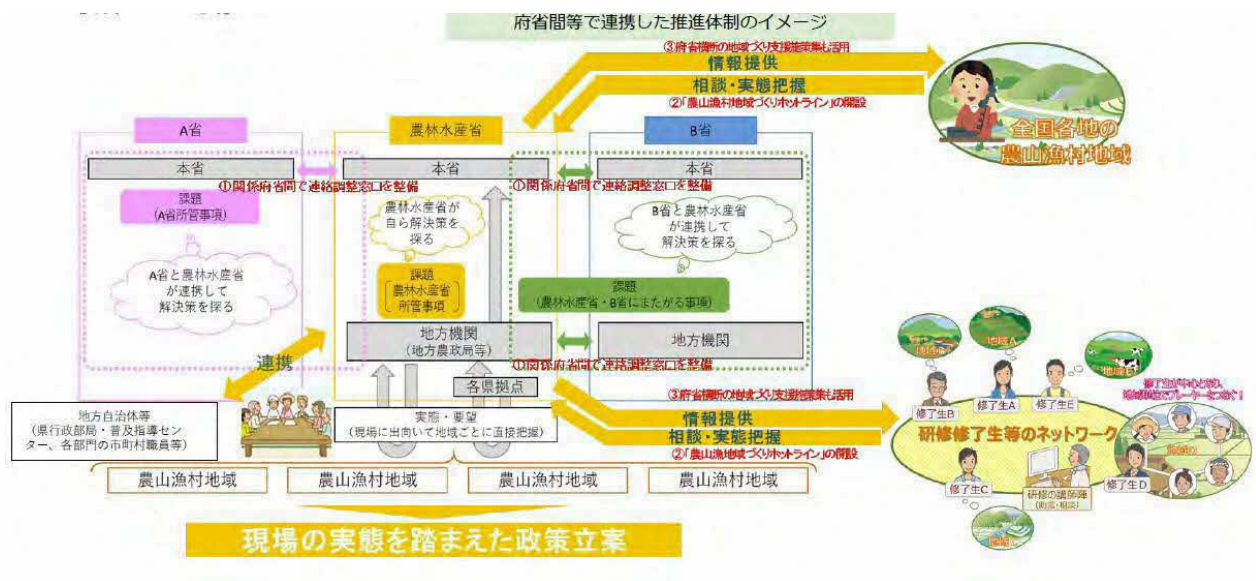 府省間等で連携した推進体制のイメージ
③府省横断の地域づくり支援施策集も活用
情報提供
相談・実態把握
②「農山漁村地域づくりホットライン」の開設
全国各地の
農山漁村地域
A省
農林水産省
B省
本省
本省
本省
①関係府省間で連絡調整窓口を整備
①関係府省間で連絡調整窓口を整備
課題
(A省所管事項)
農林水産省が
自ら解決策を
探る
B省と農林水産省
が連携して
解決策を探る
A省と農林水産省
が連携して
解決策を探る
課題
農林水産省
所管事項
課題
(農林水産省・B省にまたがる事項)
地方機関
(地方農政局等)
地方機関
①関係府省間で連絡調整窓口を整備
連携
各県拠点
地方自治体等
(県行政部局・普及指導セン
ター、各部門の市町村職員等)
実態・要望
(現場に出向いて地域ごとに直接把握)
③府省横断の地域づくり支援施策集も活用
情報提供
相談・実態把握
②「農山漁地域づくりホットライン」の開設
農山漁村地域
農山漁村地域
農山漁村地域
農山漁村地域
現場の実態を踏まえた政策立案
地域A
修了生B
修了生A
修了生E
研修修了生等のネットワーク
修了生C
研修の講師陣
(助言・相談)
修了生D